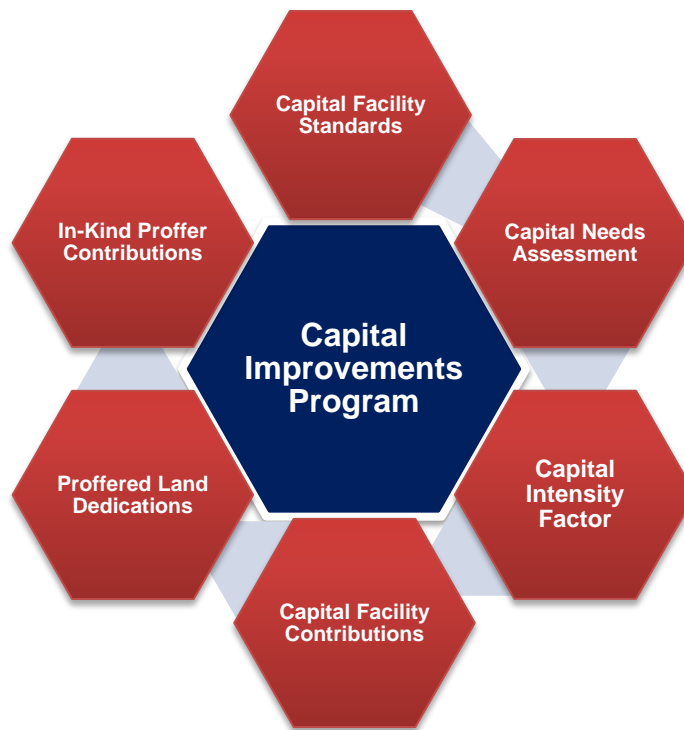 Capital Facility
Standards
In-Kind Proffer
Contributions
Capital Needs
Assessment
Capital
Improvements
Program
Proffered Land
Dedications
Capital
Intensity
Factor
Capital Facility
Contributions